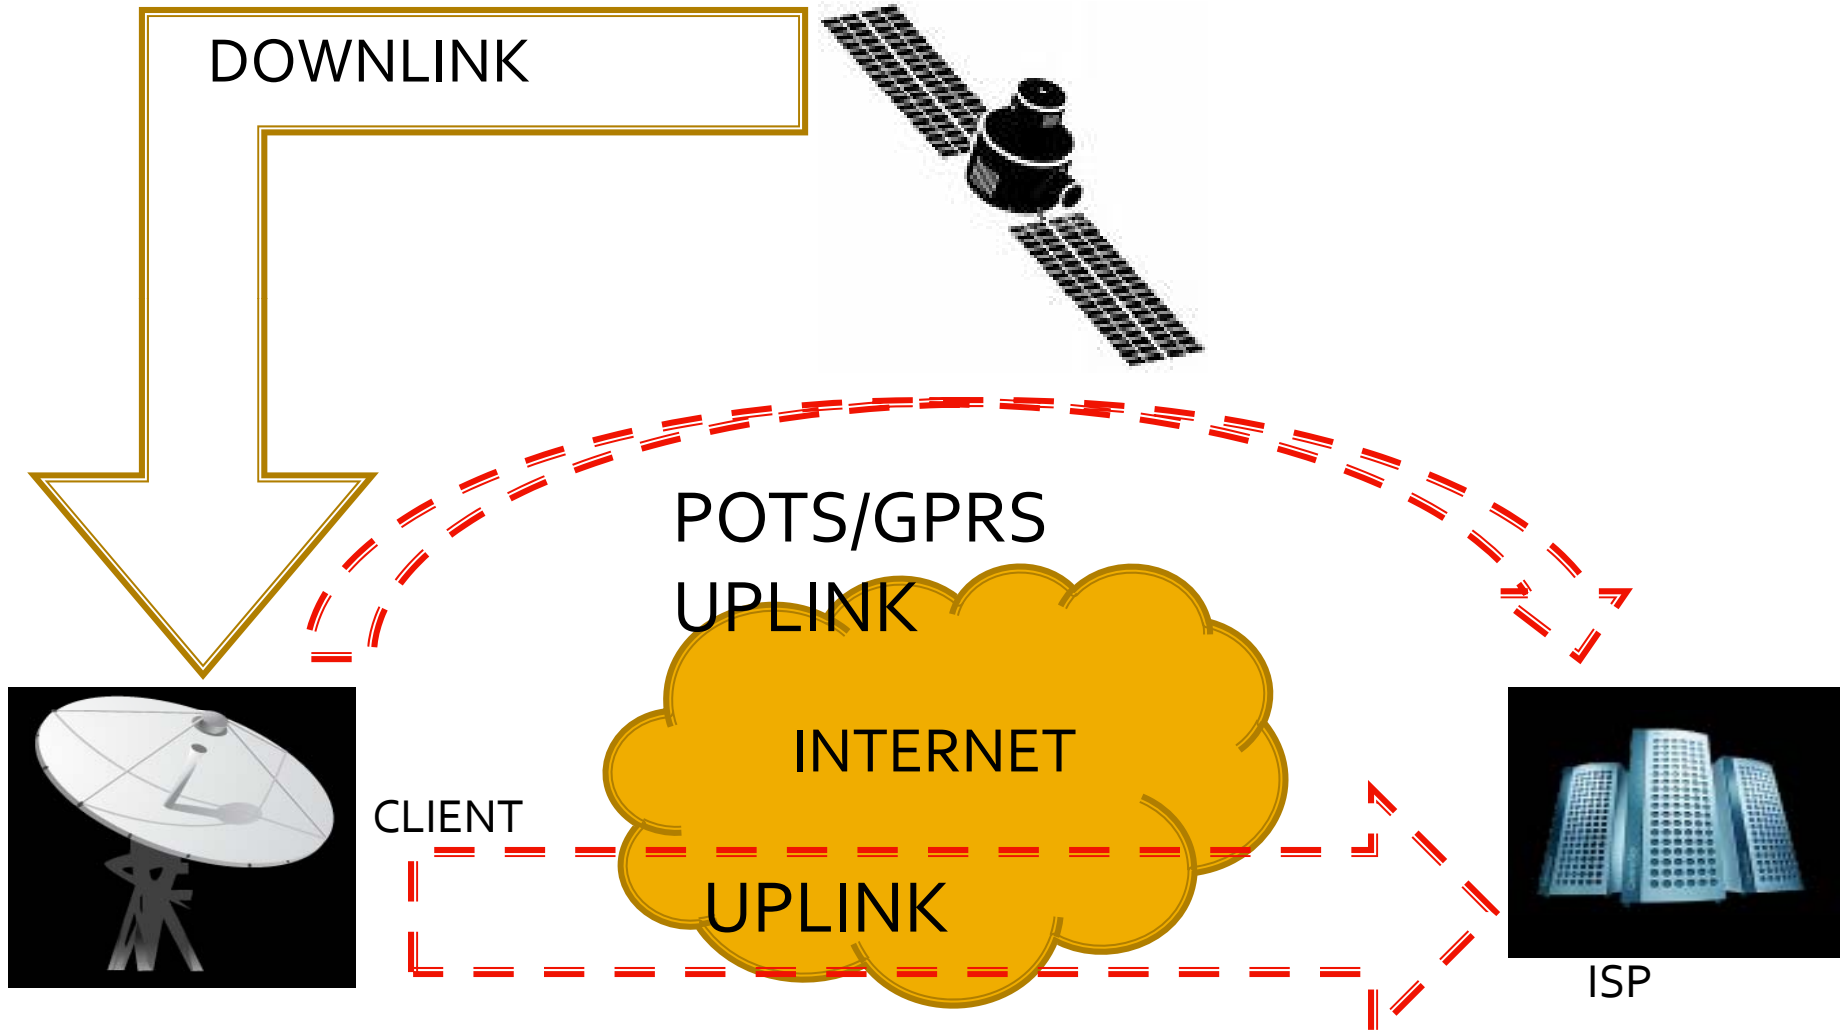 DOWNLINK
POTS/GPRS
UPLINK
INTERNET
CLIENT
UPLINK
ISP